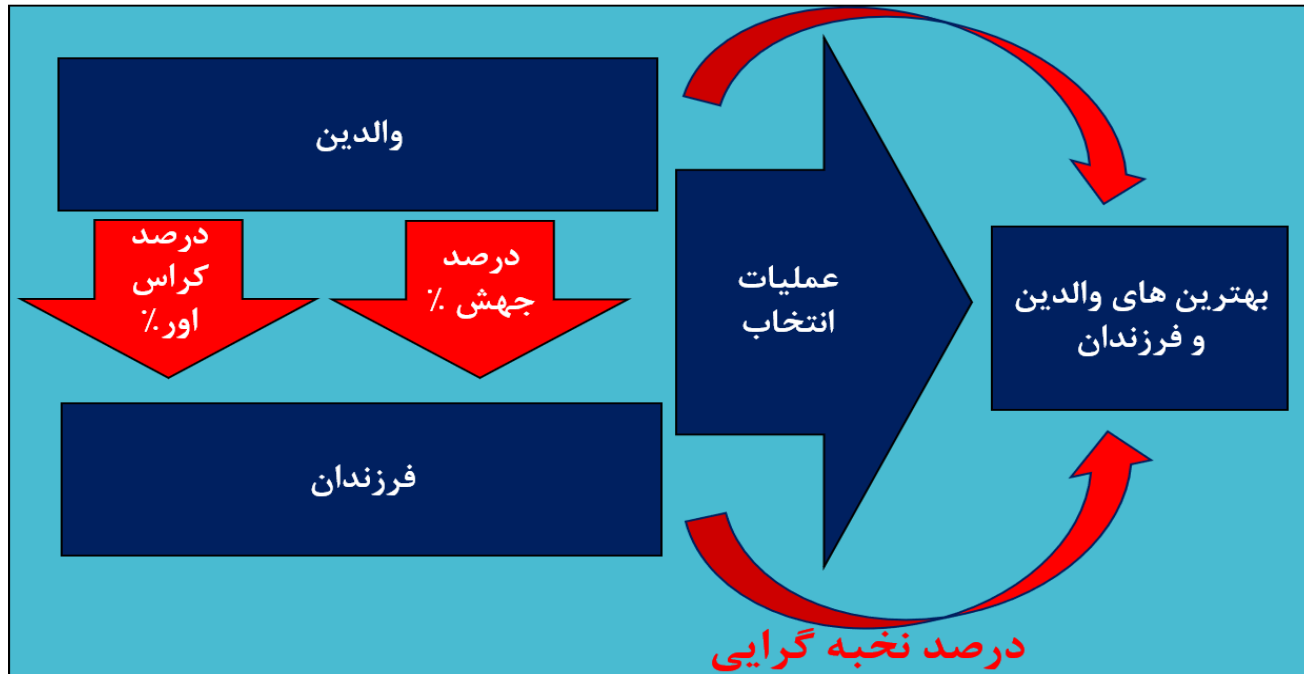 والدین
درصد
کراس
اور٪
درصد
جهش ٪
فرزندان
عملیات
انتخاب
بهترین های والدین
و فرزندان
درصد نخبه گرایی